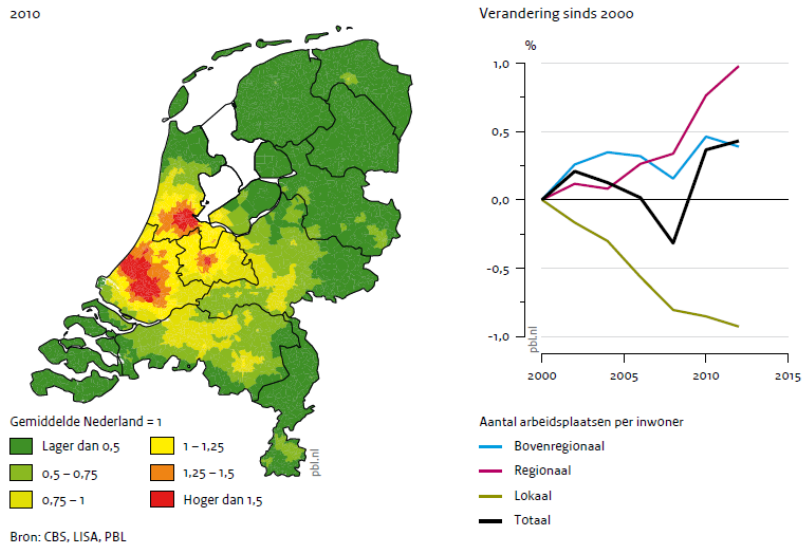 2010
Gemiddelde Nederland = 1
Lager dan 0,5
0,5 – 0,75
0,75 – 1
1 – 1,25
1,25 – 1,5
Hoger dan 1,5
pbl.nl
Bron: CBS, LISA, PBL
Verandering sinds 2000
%
1,0
0,5
0,0
-0,5
-1,0
pbl.nl
2000 2005 2010 2015
Aantal arbeidsplaatsen per inwoner
Bovenregionaal
Regionaal
Lokaal
Totaal